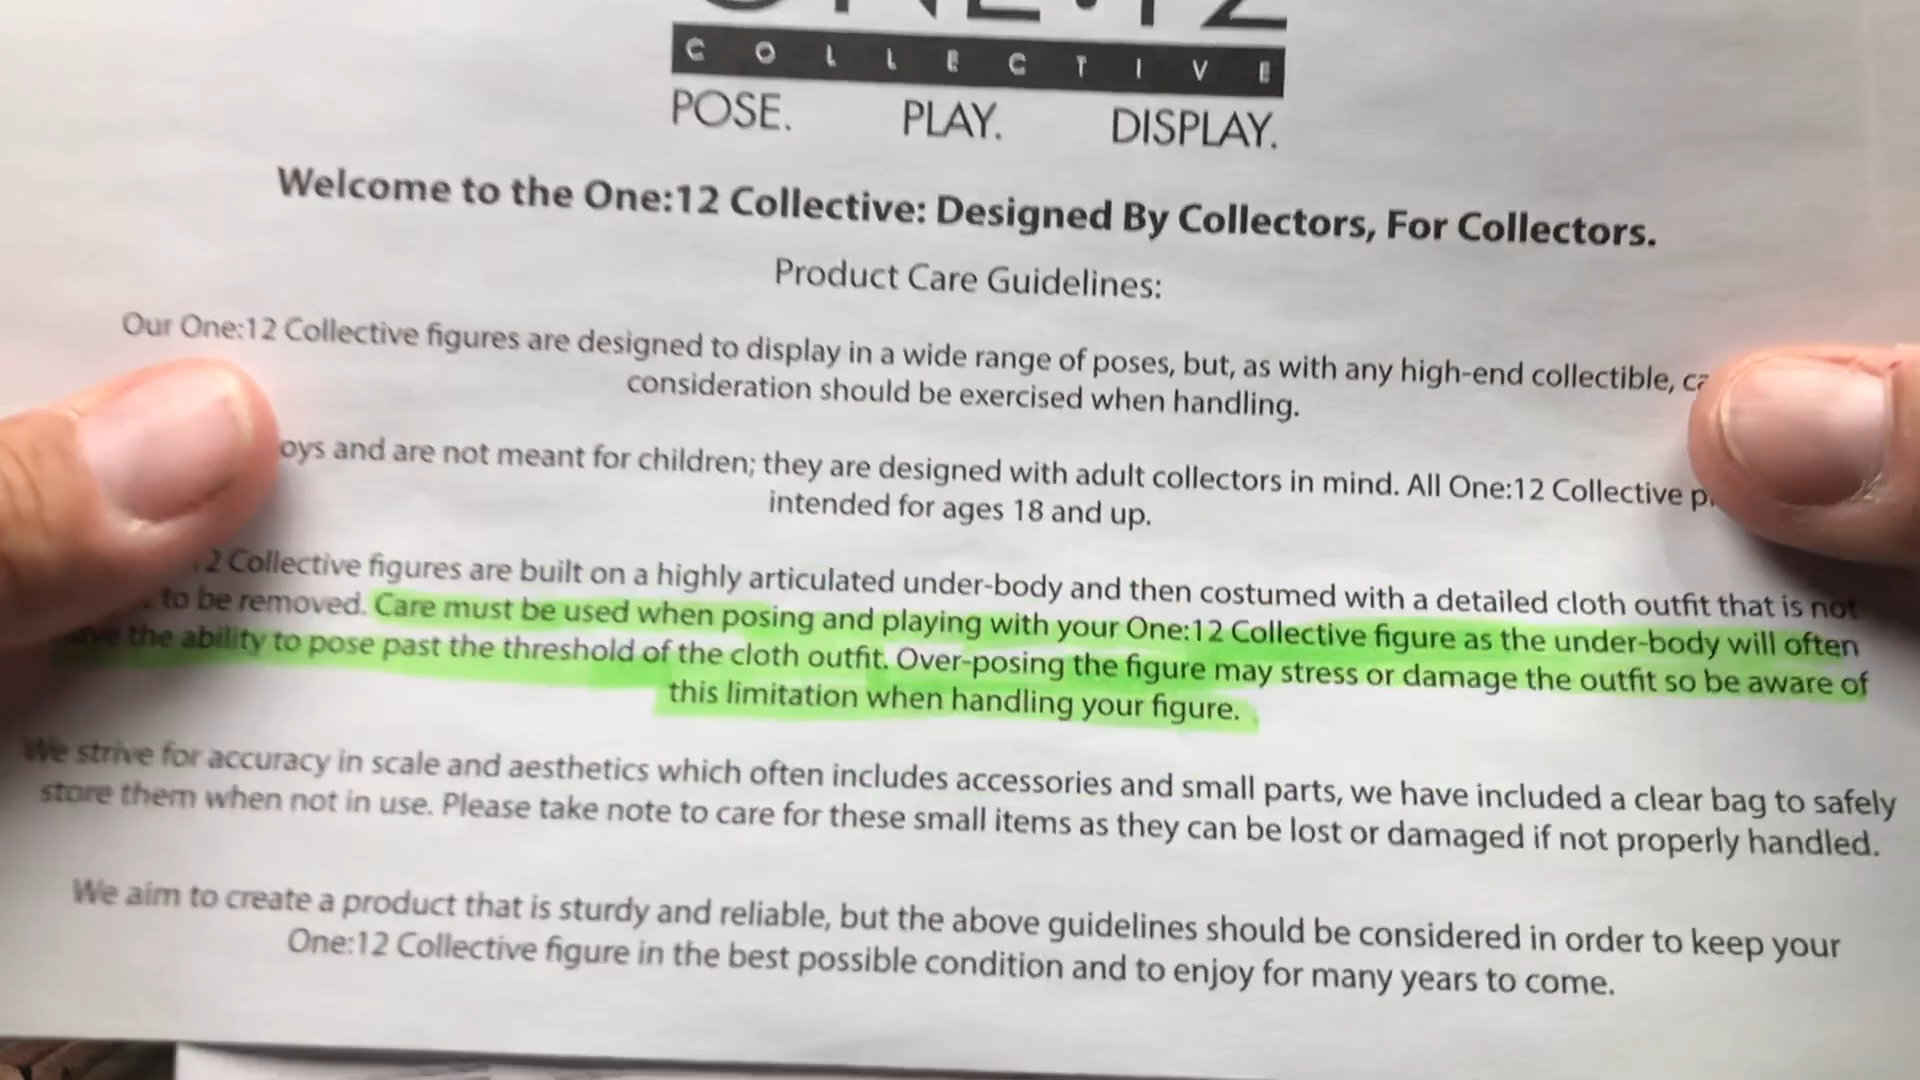 ONE:12
COLLECTIVE
POSE. PLAY. DISPLAY.
Welcome to the One:12 Collective: Designed By Collectors, For Collectors.
Product Care Guidelines:
Our One:12 Collective figures are designed to display in a wide range of poses, but, as with any high-end collectible,
consideration should be exercised when handling.
and are not meant for children; they are designed with adult collectors in mind. All One:12 Collective
intended for ages 18 and up.
Collective figures are built on a highly articulated under-body and then costumed with a detailed cloth outfit that is not
to be removed. Care must be used when posing and playing with your One:12 Collective figure as the under-body will often
the ability to pose past the threshold of the cloth outfit. Over-posing the figure may stress or damage the outfit so be aware of
this limitation when handling your figure.
We strive for accuracy in scale and aesthetics which often includes accessories and small parts, we have included a clear bag to safely
store them when not in use. Please take note to care for these small items as they can be lost or damaged if not properly handled.
We aim to create a product that is sturdy and reliable, but the above guidelines should be considered in order to keep your
One:12 Collective figure in the best possible condition and to enjoy for many years to come.